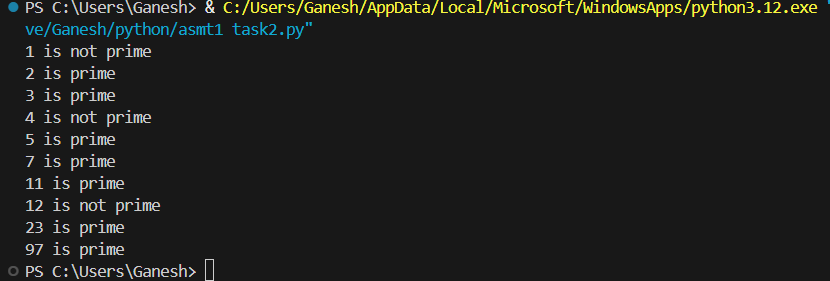 PS C:\Users\Ganesh> & C:/Users/Ganesh/AppData/Local/Microsoft/WindowsApps/python3.12.exe
ve/Ganesh/python/asmt1 task2.py"
1 is not prime
2 is prime
3 is prime
4 is not prime
5 is prime
7 is prime
11 is prime
12 is not prime
23 is prime
97 is prime
PS C:\Users\Ganesh>